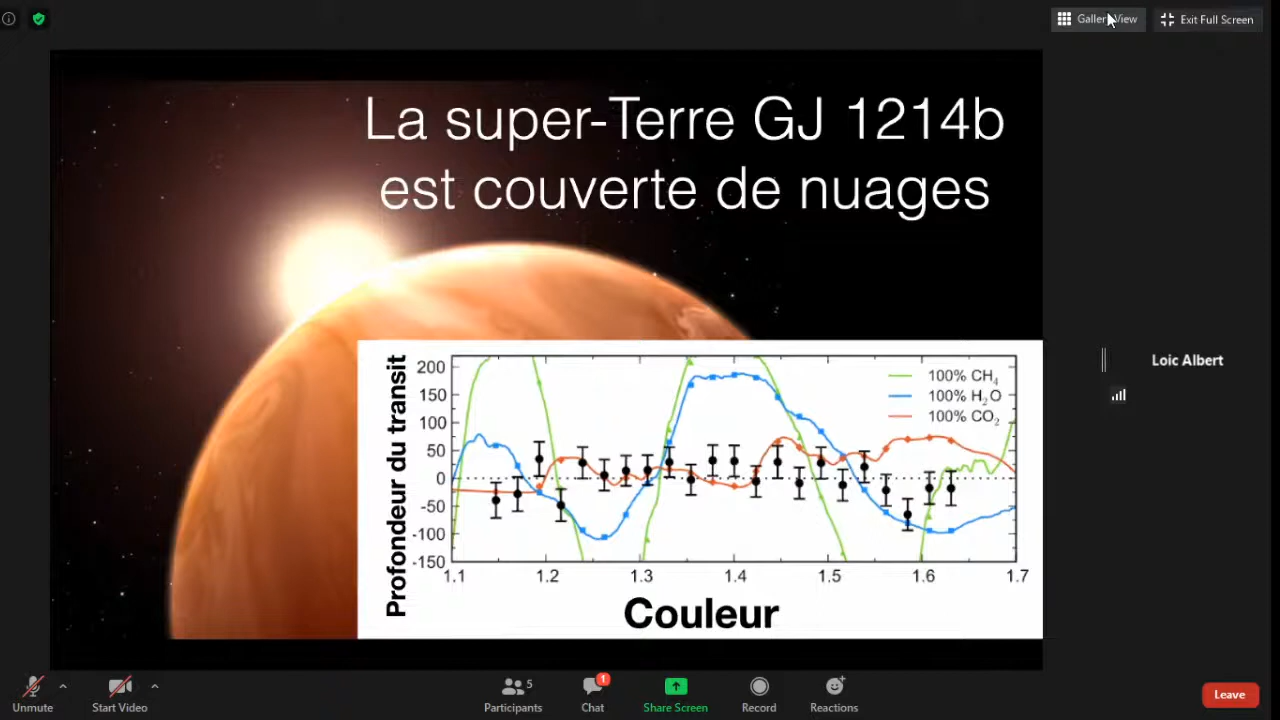 Gallery View
Exit Full Screen
La super-Terre GJ 1214b
est couverte de nuages
Loic Albert
Profondeur du transit
200
150
100
50
0
-50
-100
-150
100% CH₄
100% H₂O
100% CO₂
1.1 1.2 1.3 1.4 1.5 1.6 1.7
Couleur
5
1
Unmute
Start Video
Participants
Chat
Share Screen
Record
Reactions
Leave